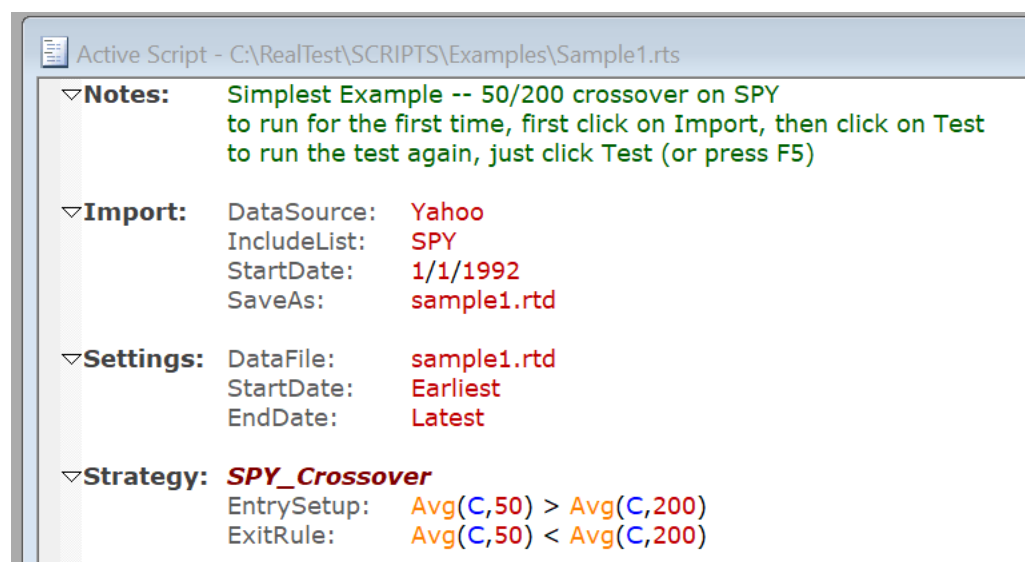 Active Script - C:\RealTest\SCRIPTS\Examples\Sample1.rts
Notes: Simplest Example -- 50/200 crossover on SPY
to run for the first time, first click on Import, then click on Test
to run the test again, just click Test (or press F5)
Import: DataSource: Yahoo
IncludeList: SPY
StartDate: 1/1/1992
SaveAs: sample1.rtd
Settings: DataFile: sample1.rtd
StartDate: Earliest
EndDate: Latest
Strategy: SPY_Crossover
EntrySetup: Avg(C,50) > Avg(C,200)
ExitRule: Avg(C,50) < Avg(C,200)